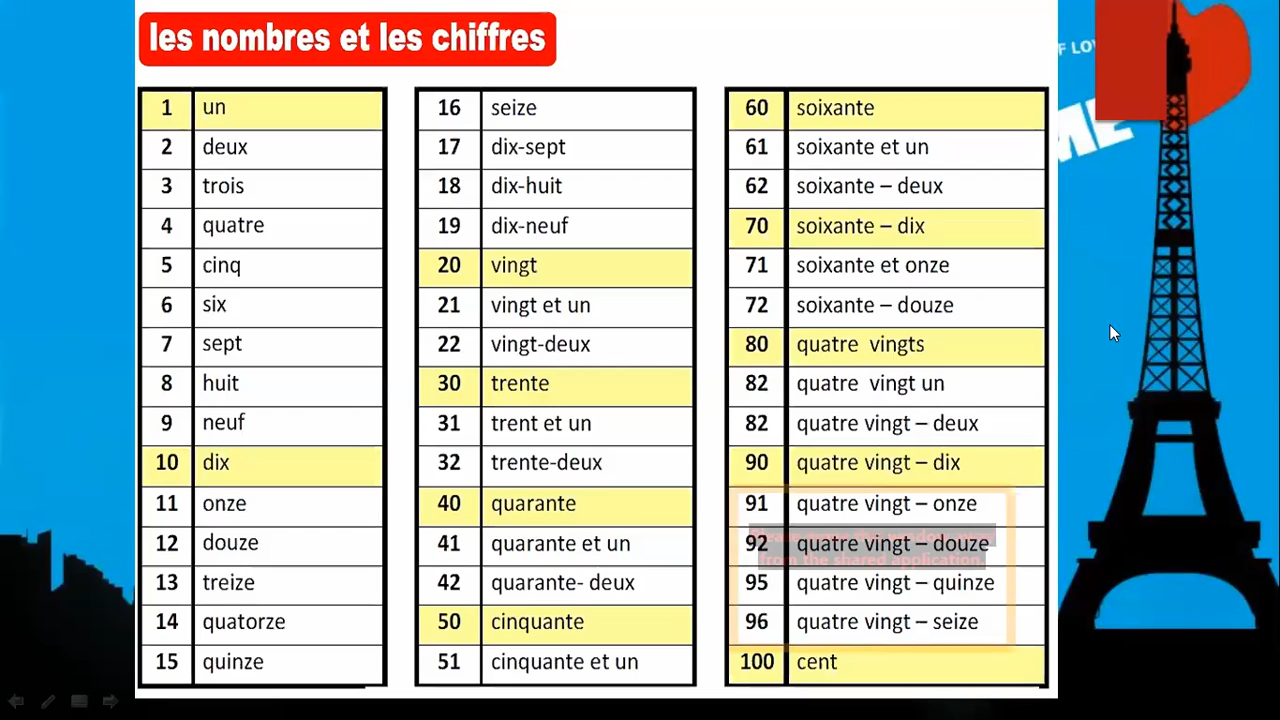 les nombres et les chiffres
1 un
2 deux
3 trois
4 quatre
5 cinq
6 six
7 sept
8 huit
9 neuf
10 dix
11 onze
12 douze
13 treize
14 quatorze
15 quinze
16 seize
17 dix-sept
18 dix-huit
19 dix-neuf
20 vingt
21 vingt et un
22 vingt-deux
30 trente
31 trent et un
32 trente-deux
40 quarante
41 quarante et un
42 quarante- deux
50 cinquante
51 cinquante et un
60 soixante
61 soixante et un
62 soixante – deux
70 soixante – dix
71 soixante et onze
72 soixante – douze
80 quatre vingts
82 quatre vingt un
82 quatre vingt – deux
90 quatre vingt – dix
91 quatre vingt – onze
92 quatre vingt – douze
from the shared application
95 quatre vingt – quinze
96 quatre vingt – seize
100 cent
ME